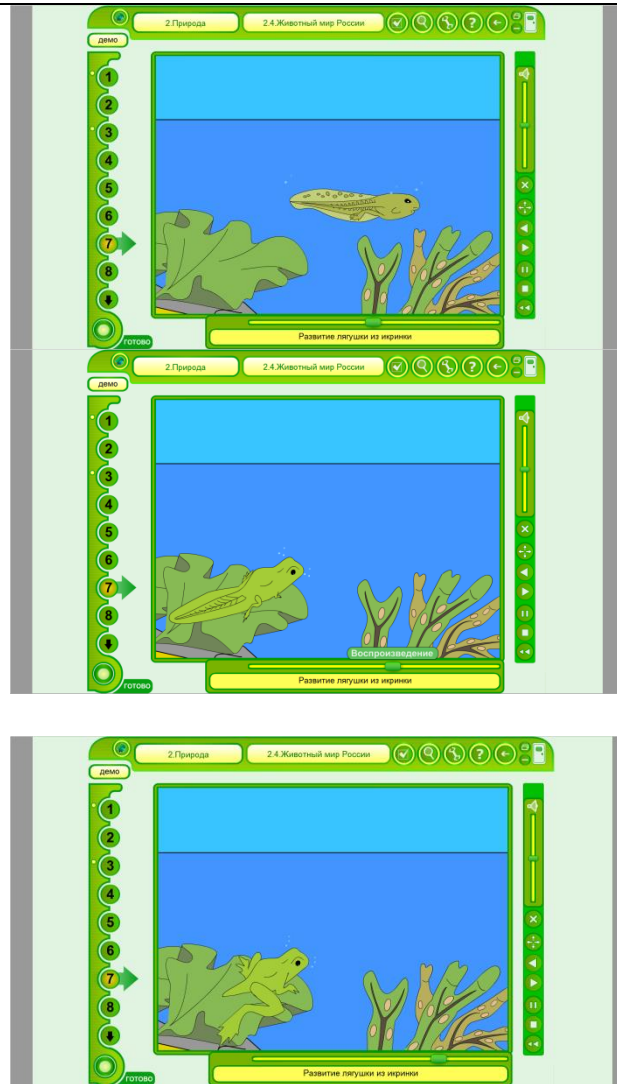 2.Природа
2.4.Животный мир России
?
демо
1
2
3
4
5
6
7
8
готово
Развитие лягушки из икринки
2.Природа
2.4.Животный мир России
?
демо
1
2
3
4
5
6
7
8
Воспроизведение
готово
Развитие лягушки из икринки
2.Природа
2.4.Животный мир России
?
демо
1
2
3
4
5
6
7
8
готово
Развитие лягушки из икринки